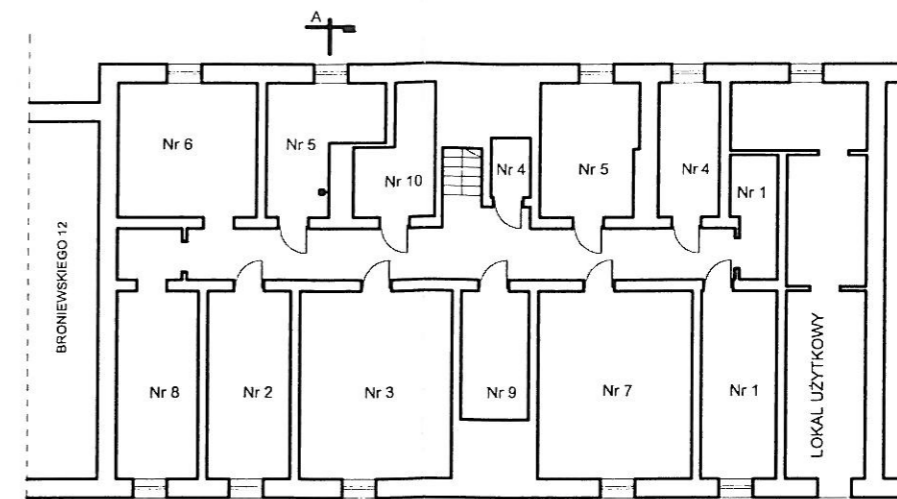 A
Nr 6
Nr 5
Nr 10
Nr 4
Nr 5
Nr 4
Nr 1
BRONIEWSKIEGO 12
Nr 8
Nr 2
Nr 3
Nr 9
Nr 7
Nr 1
LOKAL UŻYTKOWY